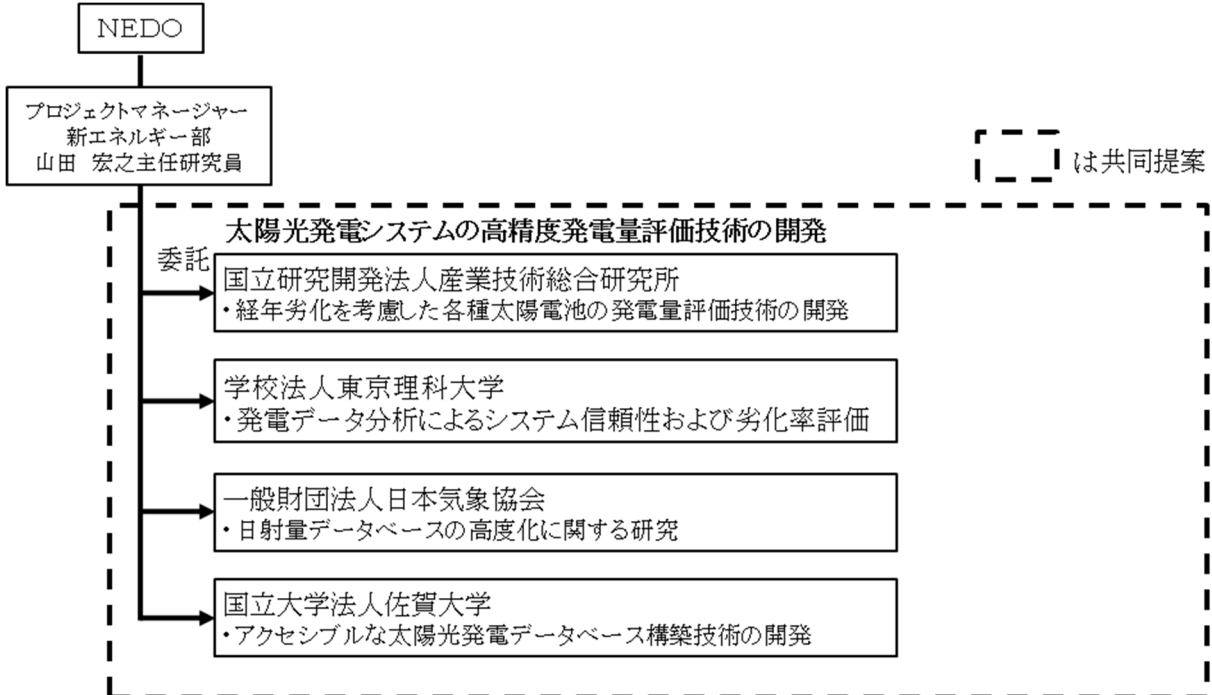 NEDO
プロジェクトマネージャー
新エネルギー部
山田 宏之主任研究員
は共同提案
太陽光発電システムの高精度発電量評価技術の開発
委託
国立研究開発法人産業技術総合研究所
・経年劣化を考慮した各種太陽電池の発電量評価技術の開発
学校法人東京理科大学
・発電データ分析によるシステム信頼性および劣化率評価
一般財団法人日本気象協会
・日射量データベースの高度化に関する研究
国立大学法人佐賀大学
・アクセシブルな太陽光発電データベース構築技術の開発